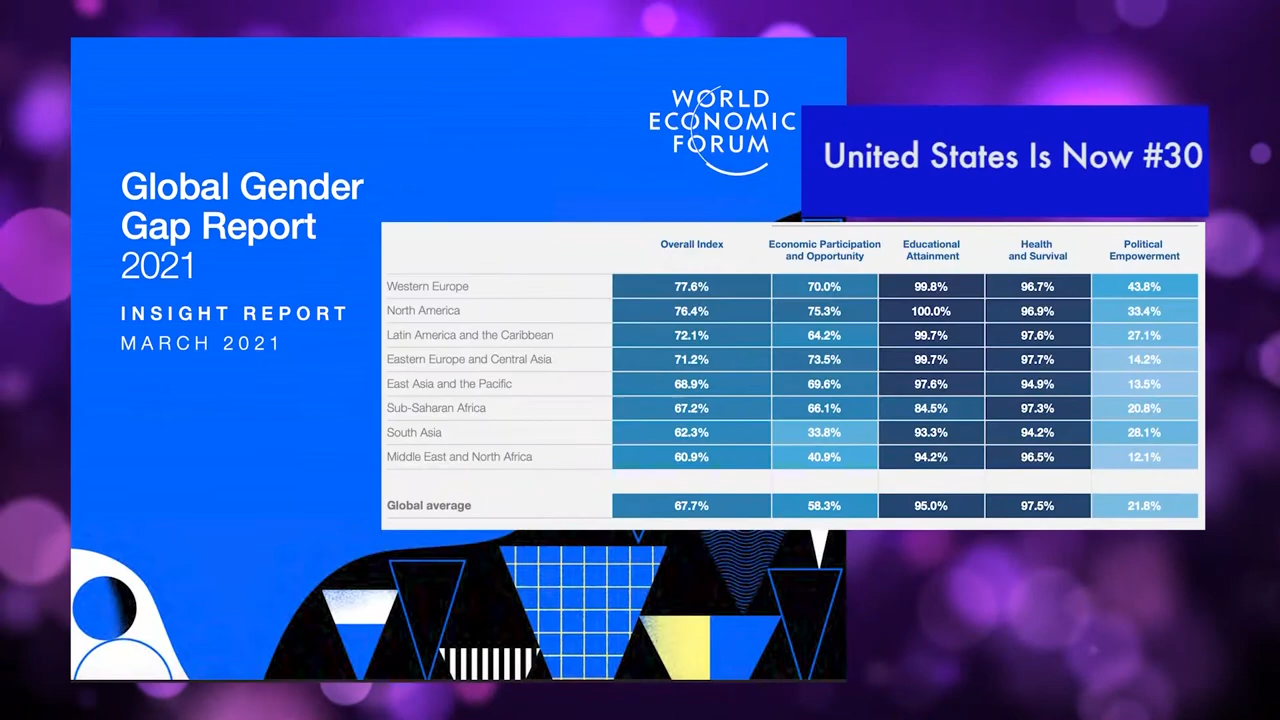 WORLD
ECONOMIC
FORUM
United States Is Now #30
Global Gender
Gap Report
2021
INSIGHT REPORT
MARCH 2021
Overall Index Economic Participation and Opportunity Educational Attainment Health and Survival Political Empowerment
Western Europe 77.6% 70.0% 99.8% 96.7% 43.8%
North America 76.4% 75.3% 100.0% 96.9% 33.4%
Latin America and the Caribbean 72.1% 64.2% 99.7% 97.6% 27.1%
Eastern Europe and Central Asia 71.2% 73.5% 99.7% 97.7% 14.2%
East Asia and the Pacific 68.9% 69.6% 97.6% 94.9% 13.5%
Sub-Saharan Africa 67.2% 66.1% 84.5% 97.3% 20.8%
South Asia 62.3% 33.8% 93.3% 94.2% 28.1%
Middle East and North Africa 60.9% 40.9% 94.2% 96.5% 12.1%
Global average 67.7% 58.3% 95.0% 97.5% 21.8%